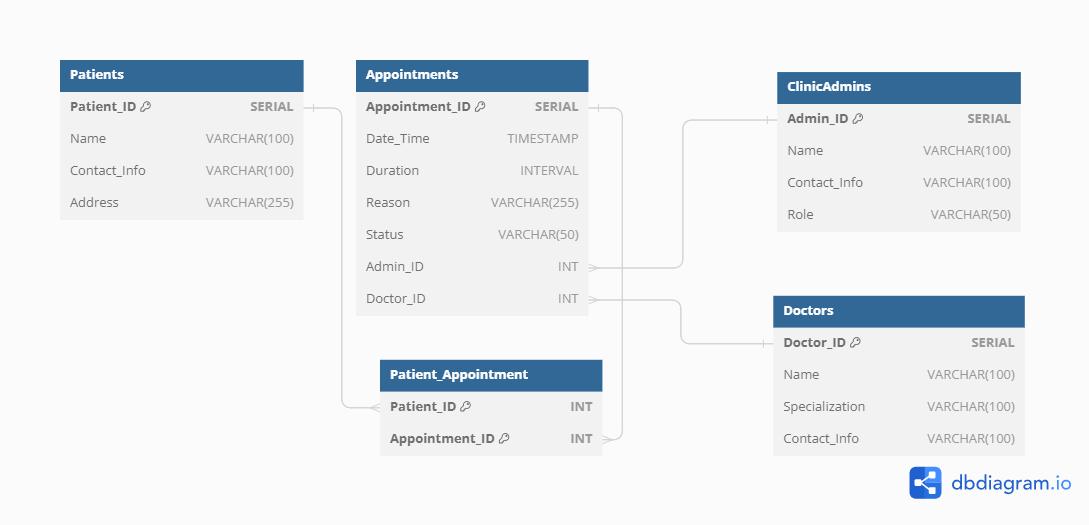 Patients
Patient_ID SERIAL
Name VARCHAR(100)
Contact_Info VARCHAR(100)
Address VARCHAR(255)
Appointments
Appointment_ID SERIAL
Date_Time TIMESTAMP
Duration INTERVAL
Reason VARCHAR(255)
Status VARCHAR(50)
Admin_ID INT
Doctor_ID INT
ClinicAdmins
Admin_ID SERIAL
Name VARCHAR(100)
Contact_Info VARCHAR(100)
Role VARCHAR(50)
Patient_Appointment
Patient_ID INT
Appointment_ID INT
Doctors
Doctor_ID SERIAL
Name VARCHAR(100)
Specialization VARCHAR(100)
Contact_Info VARCHAR(100)
dbdiagram.io